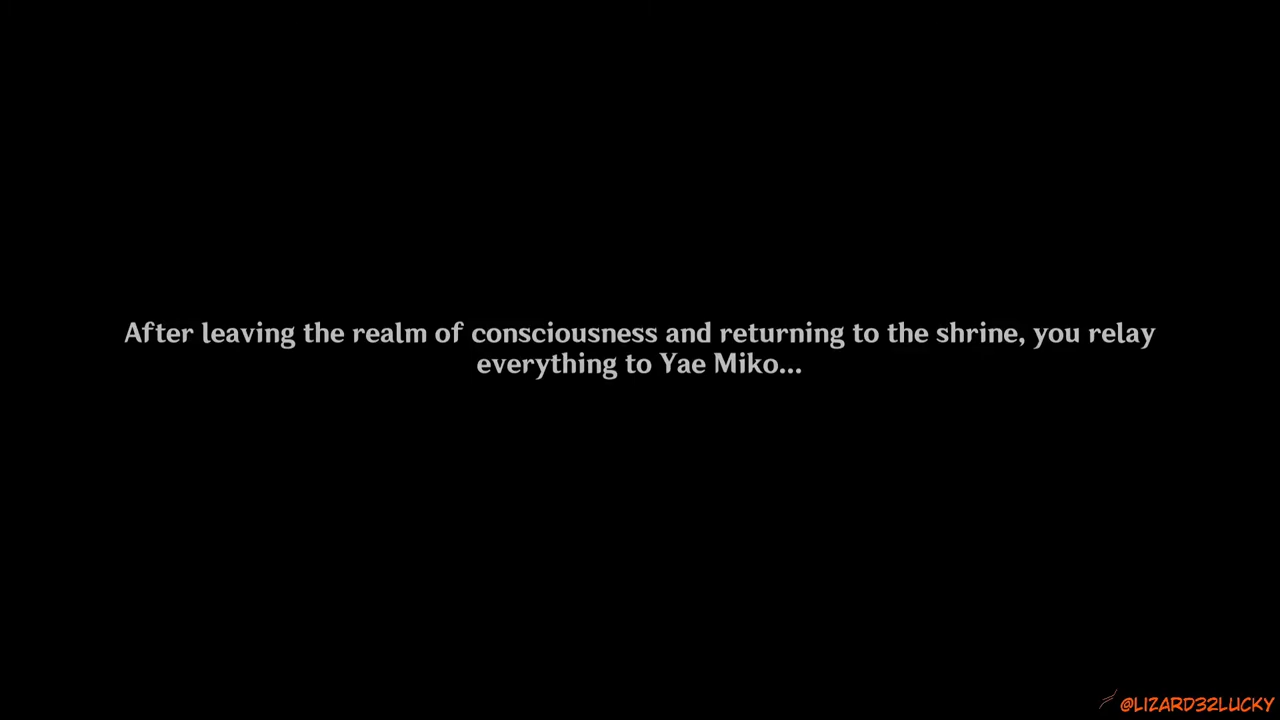 After leaving the realm of consciousness and returning to the shrine, you relay
everything to Yae Miko...
@LIZARD32LUCKY